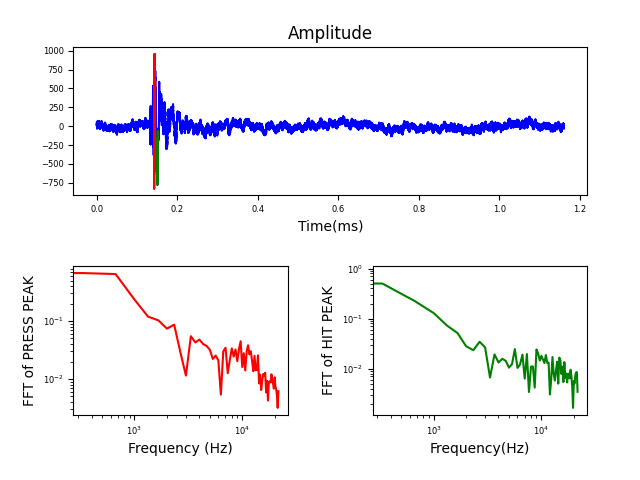 Amplitude
1000
750
500
250
0
−250
−500
−750
0.0 0.2 0.4 0.6 0.8 1.0 1.2
Time(ms)
FFT of PRESS PEAK
10⁻¹
10⁻²
10³ 10⁴
Frequency (Hz)
FFT of HIT PEAK
10⁰
10⁻¹
10⁻²
10³ 10⁴
Frequency(Hz)